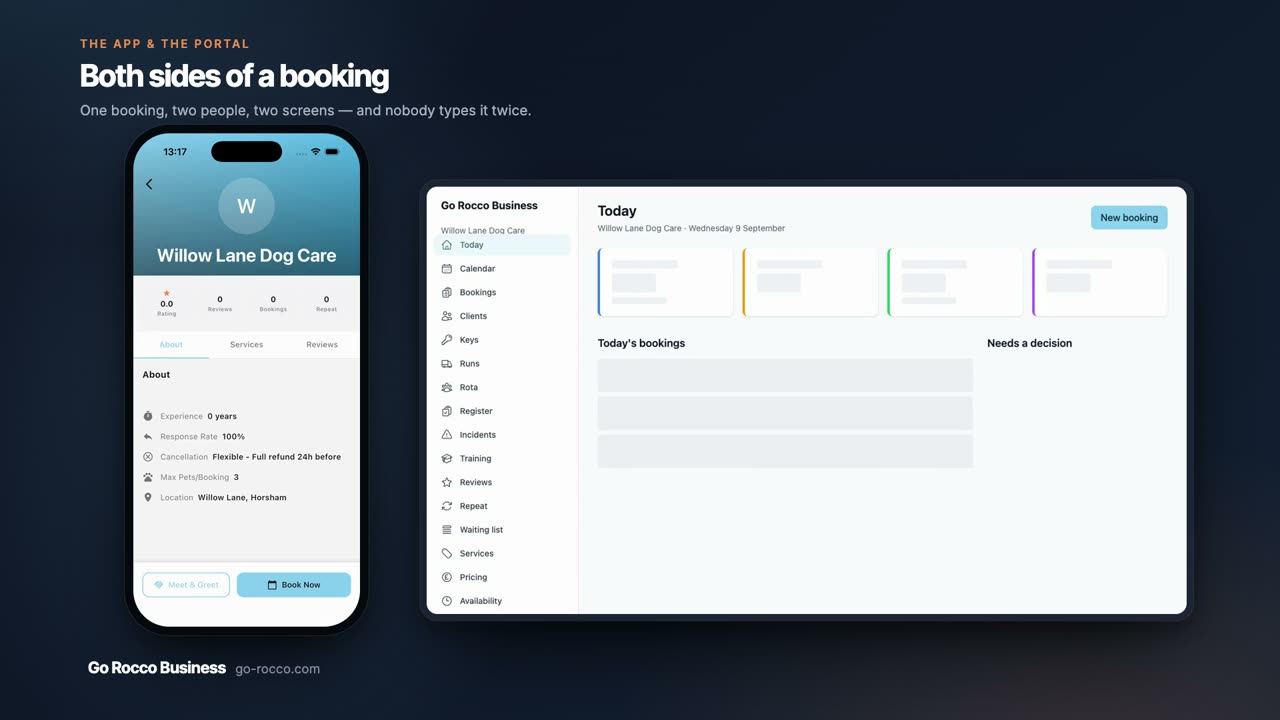 THE APP & THE PORTAL
Both sides of a booking
One booking, two people, two screens — and nobody types it twice.
13:17
W
Willow Lane Dog Care
0.0
Rating
0
Reviews
0
Bookings
0
Repeat
About
Services
Reviews
About
Experience 0 years
Response Rate 100%
Cancellation Flexible - Full refund 24h before
Max Pets/Booking 3
Location Willow Lane, Horsham
Meet & Greet
Book Now
Go Rocco Business
Willow Lane Dog Care
Today
Calendar
Bookings
Clients
Keys
Runs
Rota
Register
Incidents
Training
Reviews
Repeat
Waiting list
Services
Pricing
Availability
Today
Willow Lane Dog Care · Wednesday 9 September
New booking
Today's bookings
Needs a decision
Go Rocco Business go-rocco.com